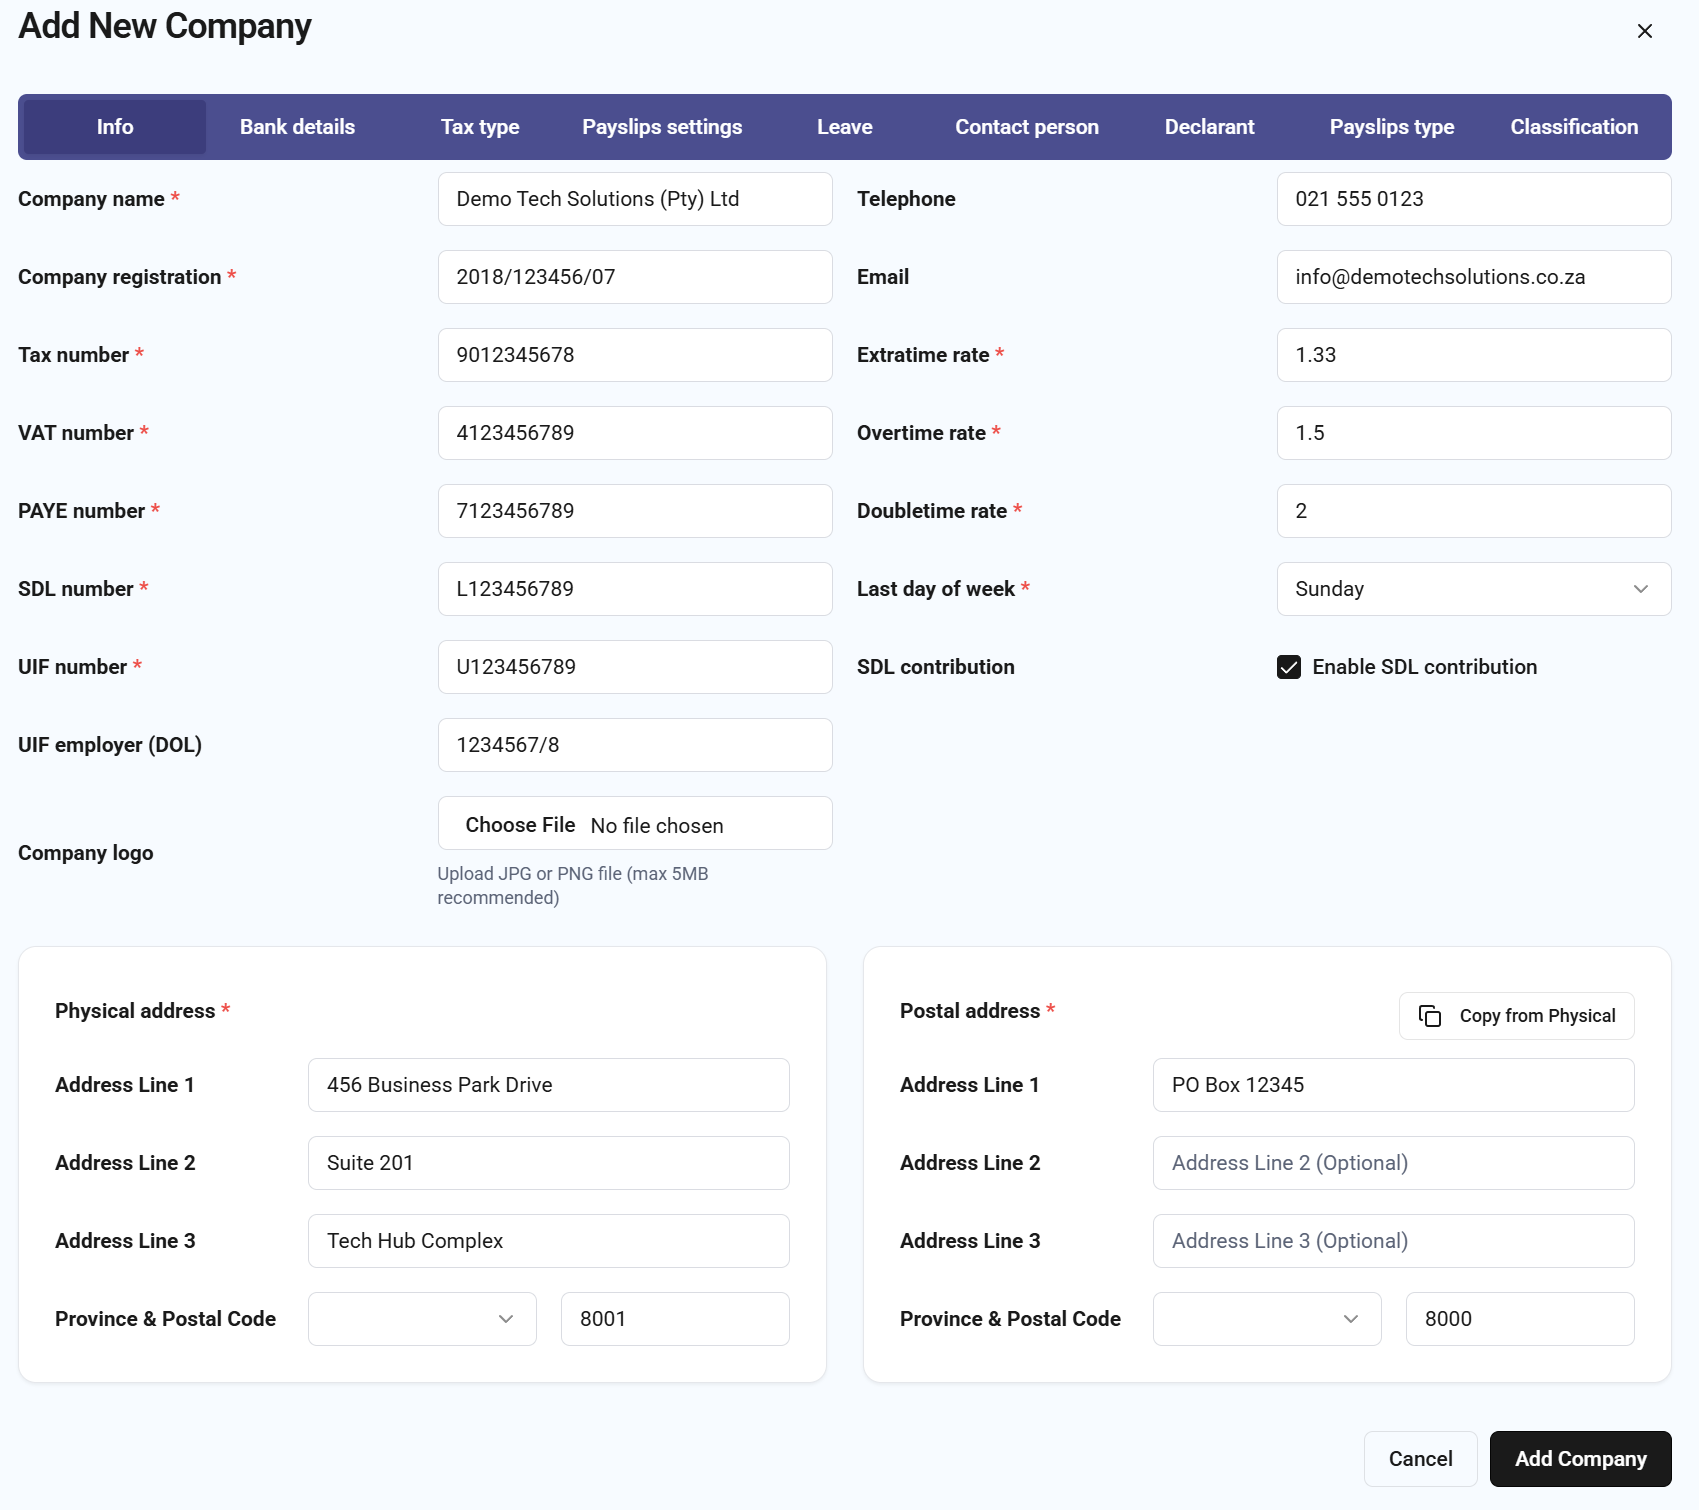 Add New Company
Info Bank details Tax type Payslips settings Leave Contact person Declarant Payslips type Classification
Company name * Demo Tech Solutions (Pty) Ltd Telephone 021 555 0123
Company registration * 2018/123456/07 Email info@demotechsolutions.co.za
Tax number * 9012345678 Extratime rate * 1.33
VAT number * 4123456789 Overtime rate * 1.5
PAYE number * 7123456789 Doubletime rate * 2
SDL number * L123456789 Last day of week * Sunday
UIF number * U123456789 SDL contribution Enable SDL contribution
UIF employer (DOL) 1234567/8
Company logo Choose File No file chosen
Upload JPG or PNG file (max 5MB
recommended)
Physical address *
Address Line 1 456 Business Park Drive
Address Line 2 Suite 201
Address Line 3 Tech Hub Complex
Province & Postal Code 8001
Postal address * Copy from Physical
Address Line 1 PO Box 12345
Address Line 2 Address Line 2 (Optional)
Address Line 3 Address Line 3 (Optional)
Province & Postal Code 8000
Cancel Add Company